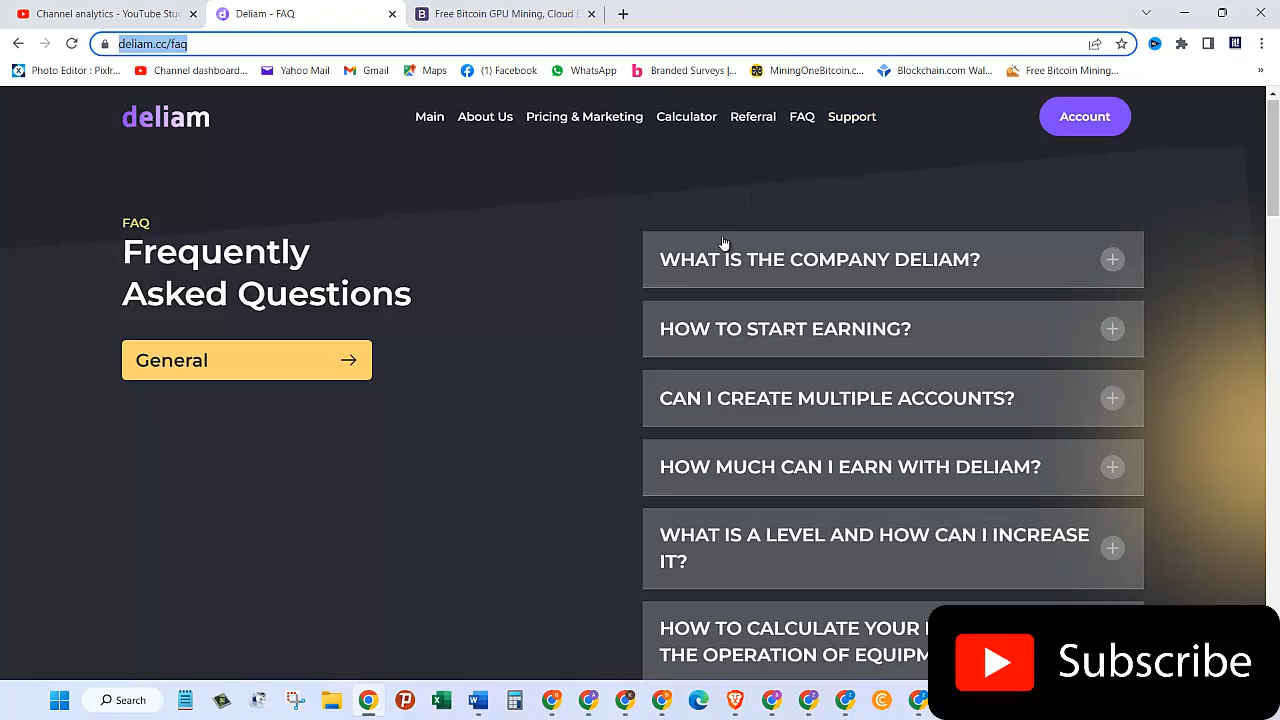 Channel analytics - YouTube Stu
Deliam - FAQ
Free Bitcoin GPU Mining, Cloud
deliam.cc/faq
Photo Editor : Pixlr...
Channel dashboard...
Yahoo Mail
Gmail
Maps
(1) Facebook
WhatsApp
Branded Surveys |...
MiningOneBitcoin.c...
Blockchain.com Wal...
Free Bitcoin Mining,...
deliam
Main
About Us
Pricing & Marketing
Calculator
Referral
FAQ
Support
Account
FAQ
Frequently
Asked Questions
General
WHAT IS THE COMPANY DELIAM?
HOW TO START EARNING?
CAN I CREATE MULTIPLE ACCOUNTS?
HOW MUCH CAN I EARN WITH DELIAM?
WHAT IS A LEVEL AND HOW CAN I INCREASE
IT?
HOW TO CALCULATE YOUR
THE OPERATION OF EQUIPM
Subscribe
Search